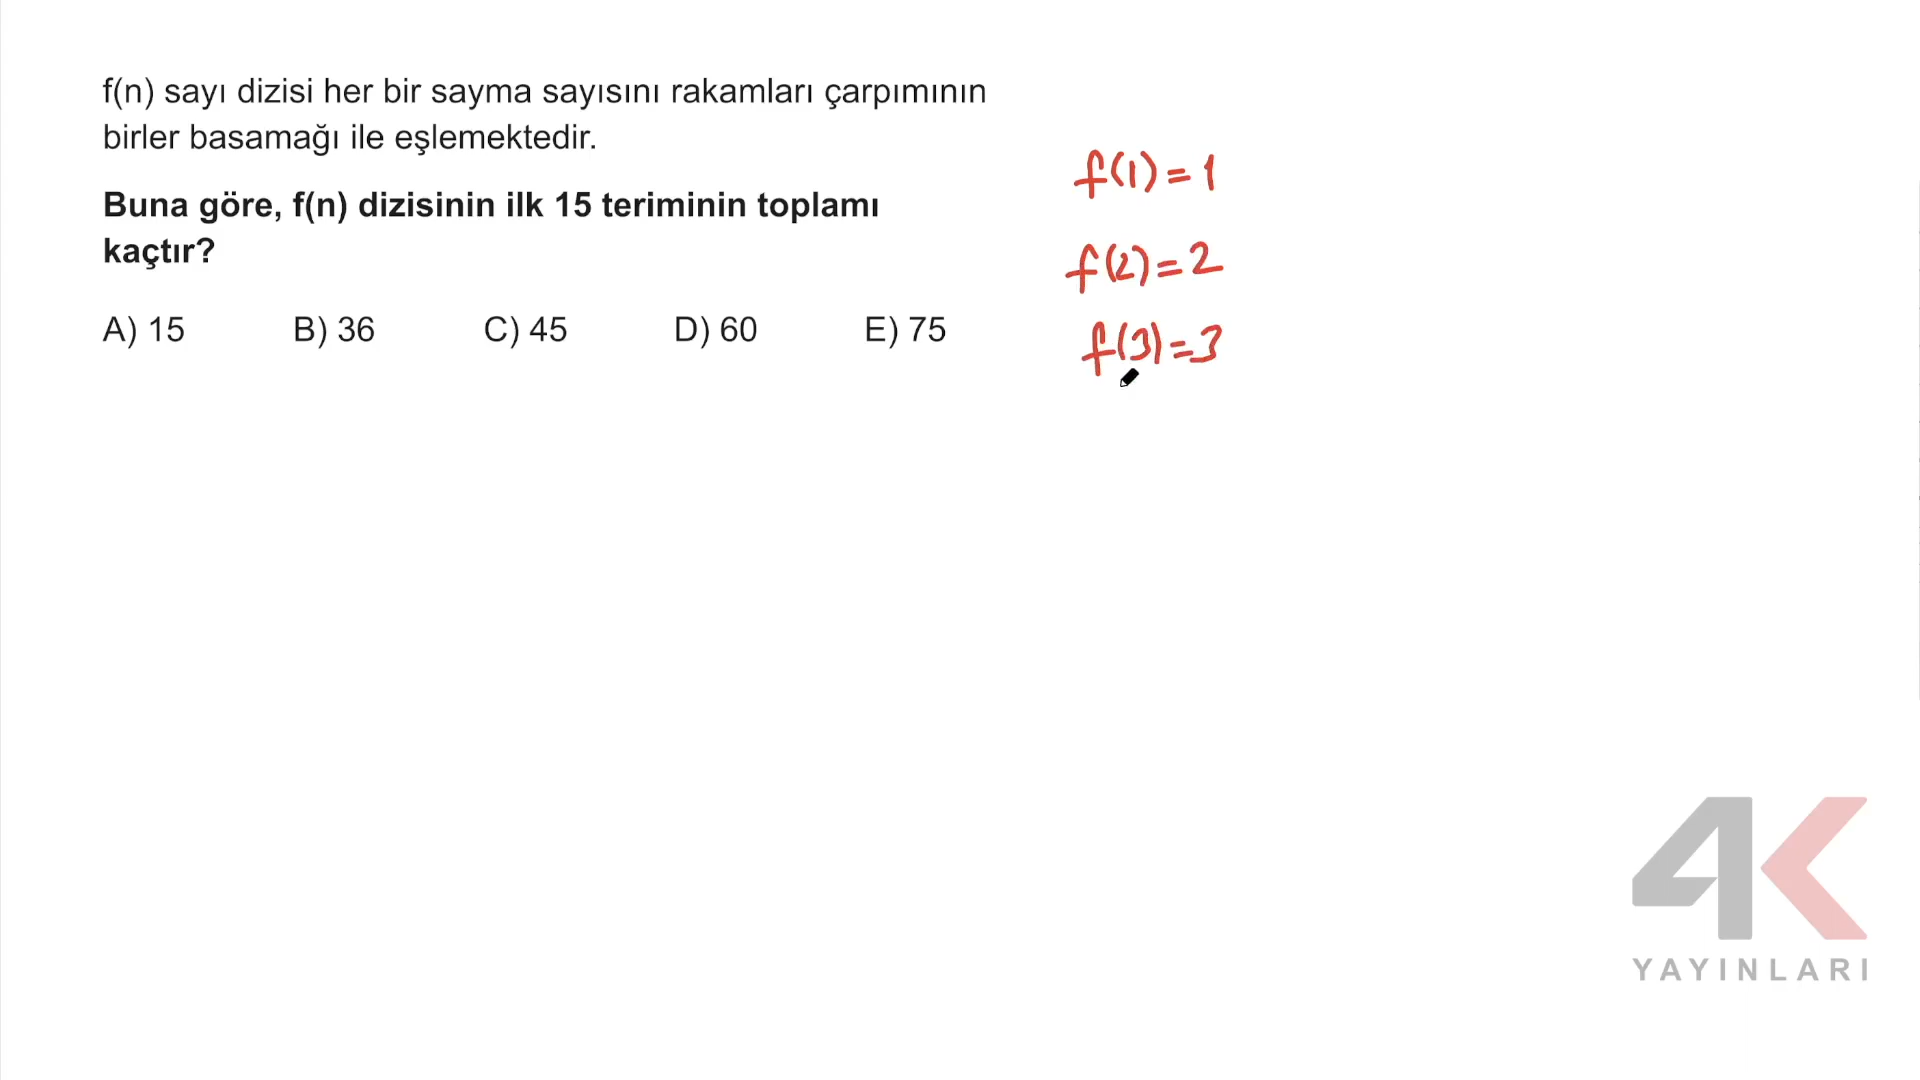 f(n) sayı dizisi her bir sayma sayısını rakamları çarpımının
birler basamağı ile eşlemektedir.
Buna göre, f(n) dizisinin ilk 15 teriminin toplamı
kaçtır?
A) 15 B) 36 C) 45 D) 60 E) 75
f(1)=1
f(2)=2
f(3)=3
4K
YAYINLARI